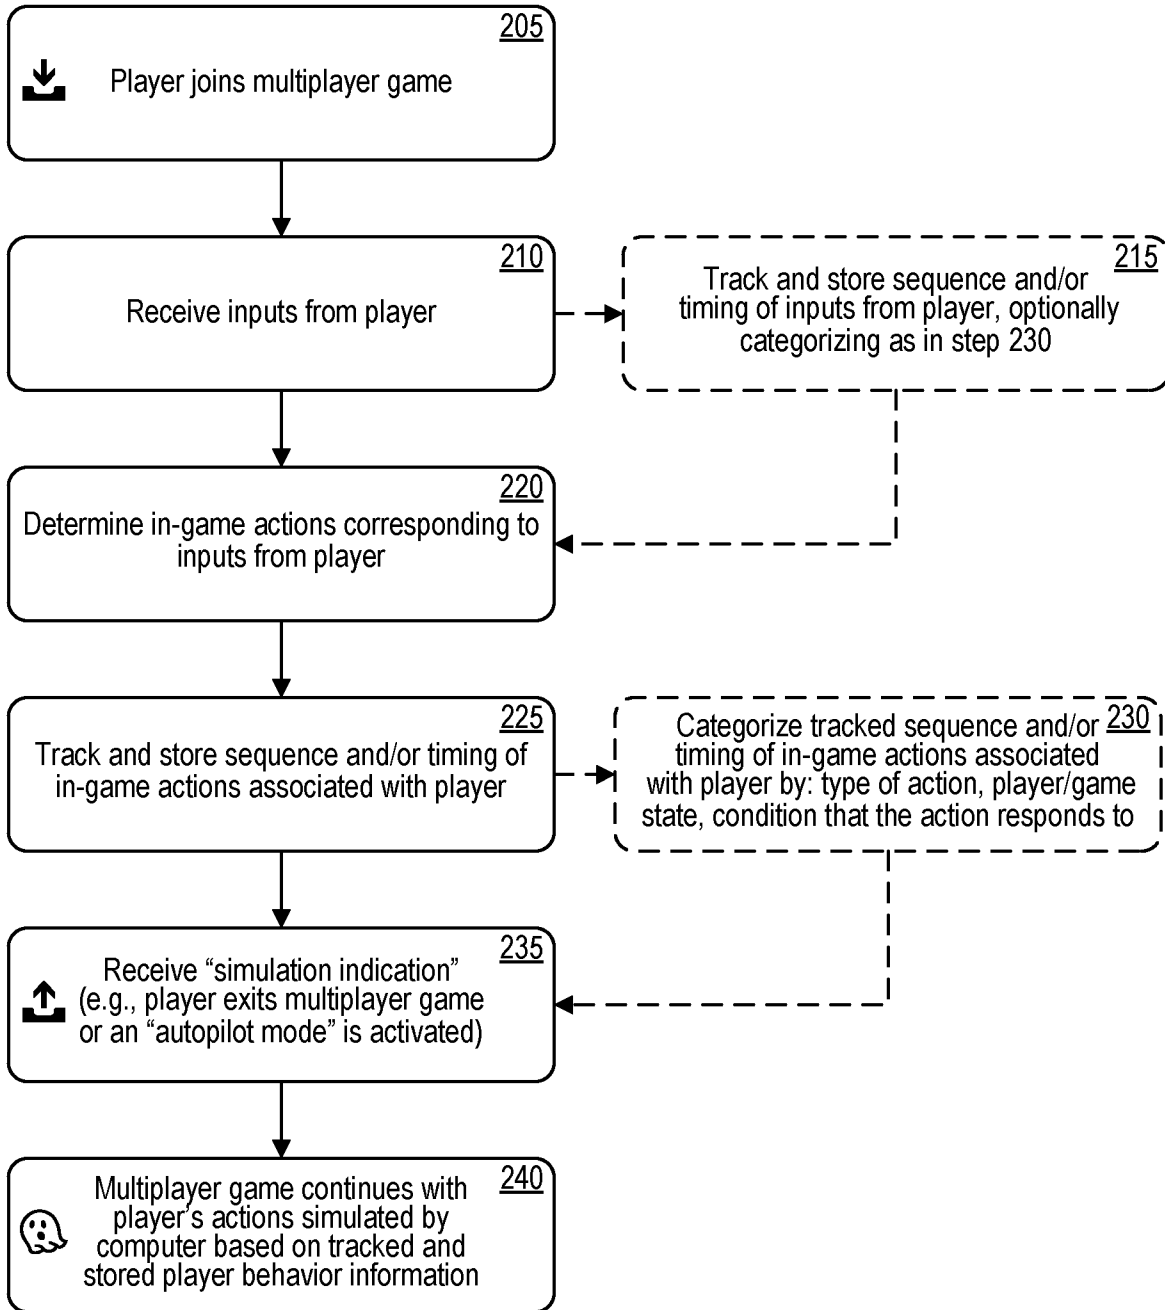 205
Player joins multiplayer game
210
Receive inputs from player
215
Track and store sequence and/or
timing of inputs from player, optionally
categorizing as in step 230
220
Determine in-game actions corresponding to
inputs from player
225
Track and store sequence and/or timing of
in-game actions associated with player
230
Categorize tracked sequence and/or
timing of in-game actions associated
with player by: type of action, player/game
state, condition that the action responds to
235
Receive “simulation indication”
(e.g., player exits multiplayer game
or an “autopilot mode” is activated)
240
Multiplayer game continues with
player’s actions simulated by
computer based on tracked and
stored player behavior information